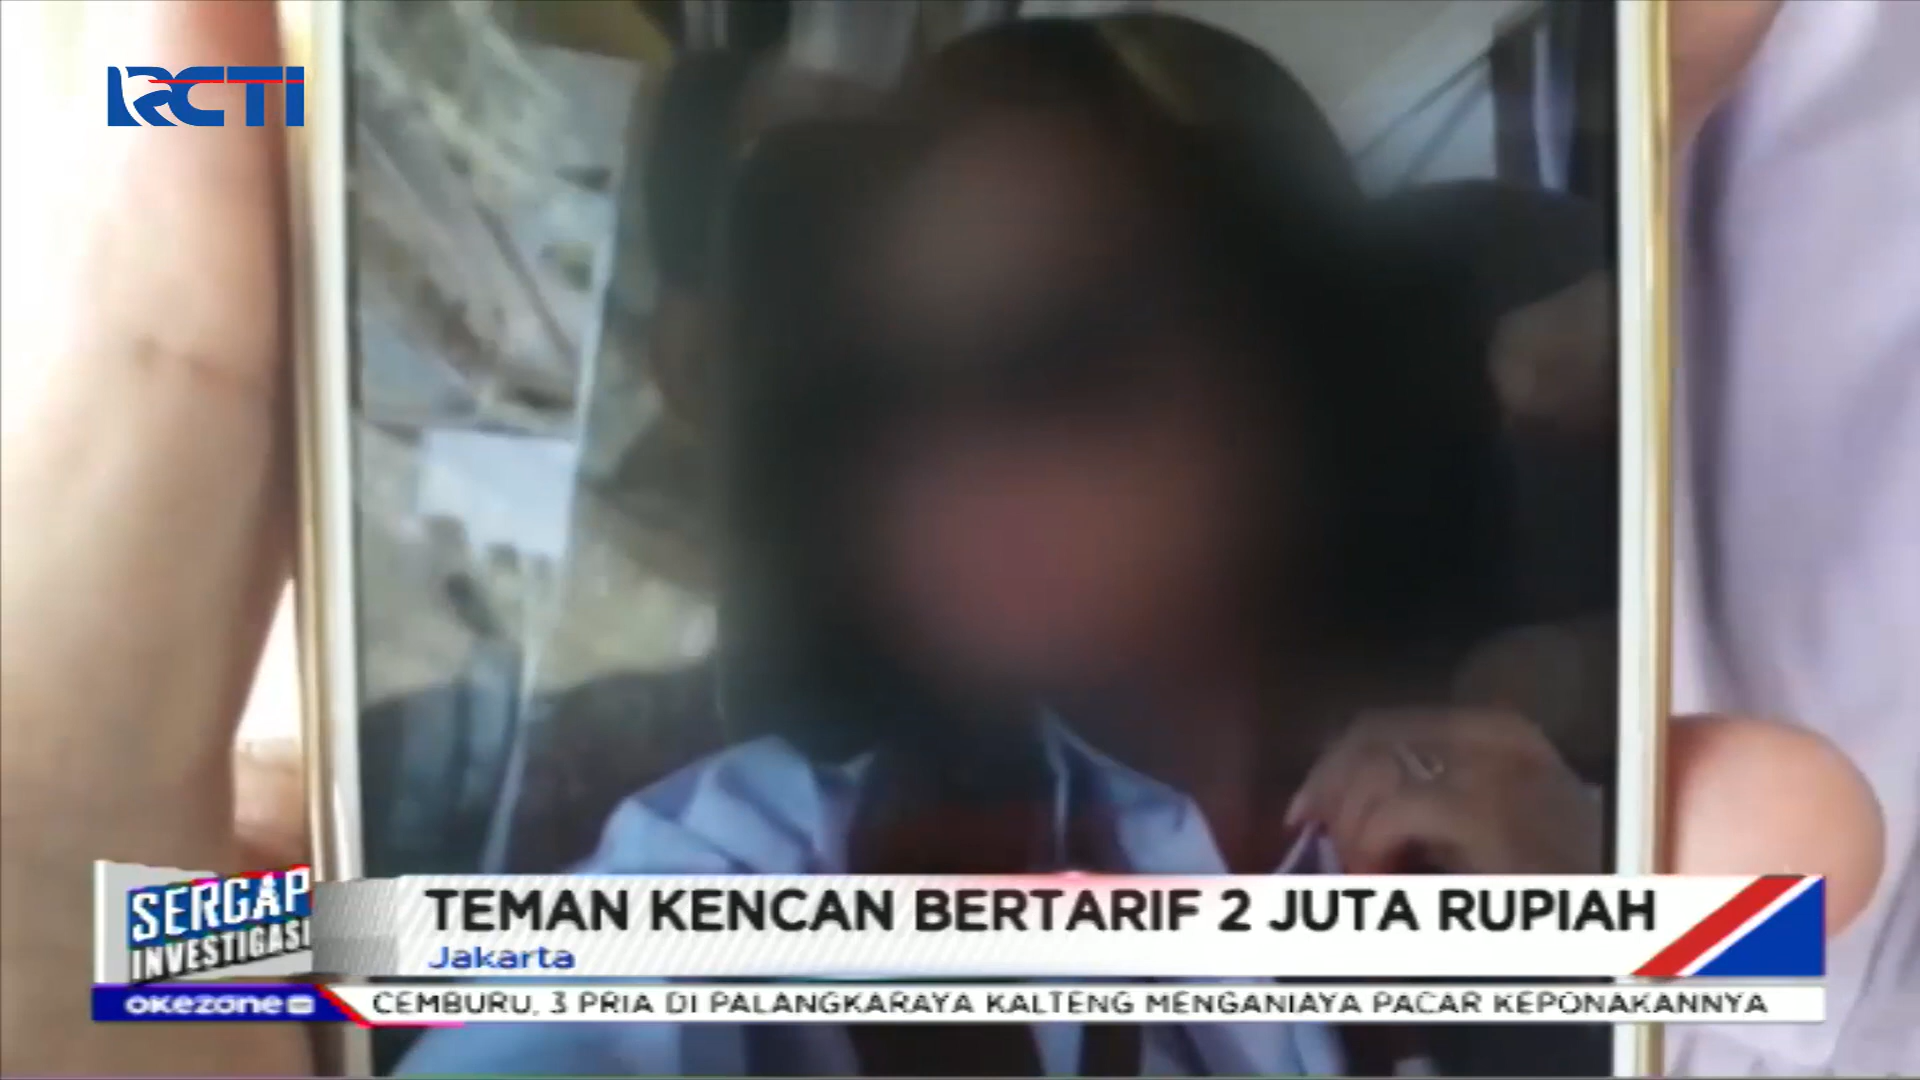 RCTI
SERGAP
INVESTIGASI
TEMAN KENCAN BERTARIF 2 JUTA RUPIAH
Jakarta
okezone
CEMBURU, 3 PRIA DI PALANGKARAYA KALTENG MENGANIAYA PACAR KEPONAKANNYA